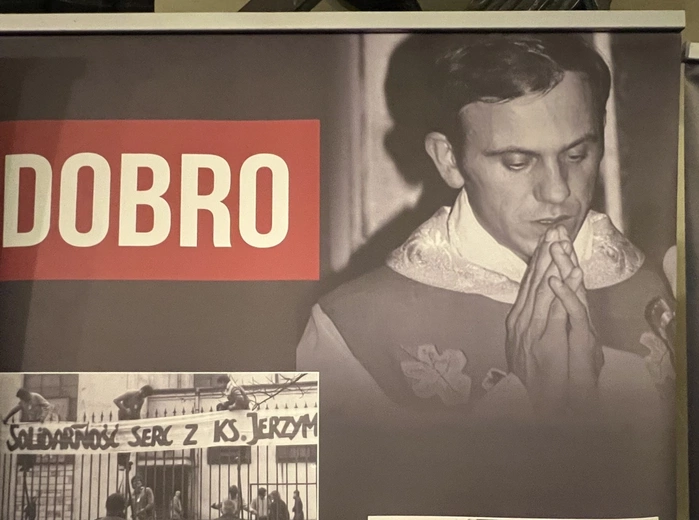 DOBRO
SOLIDARNOŚĆ SERC Z KS. JERZYM